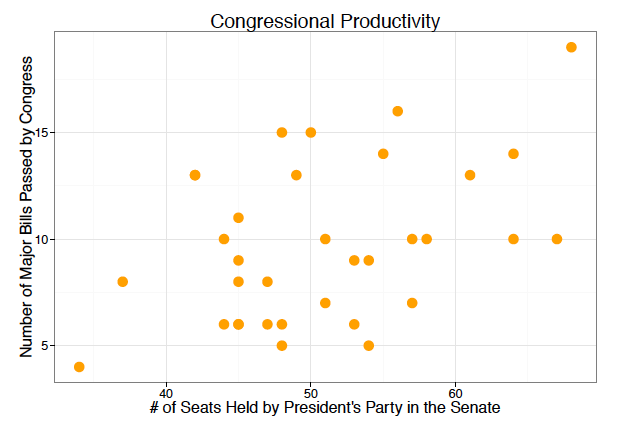 Congressional Productivity
Number of Major Bills Passed by Congress
15
10
5
40 50 60
# of Seats Held by President's Party in the Senate